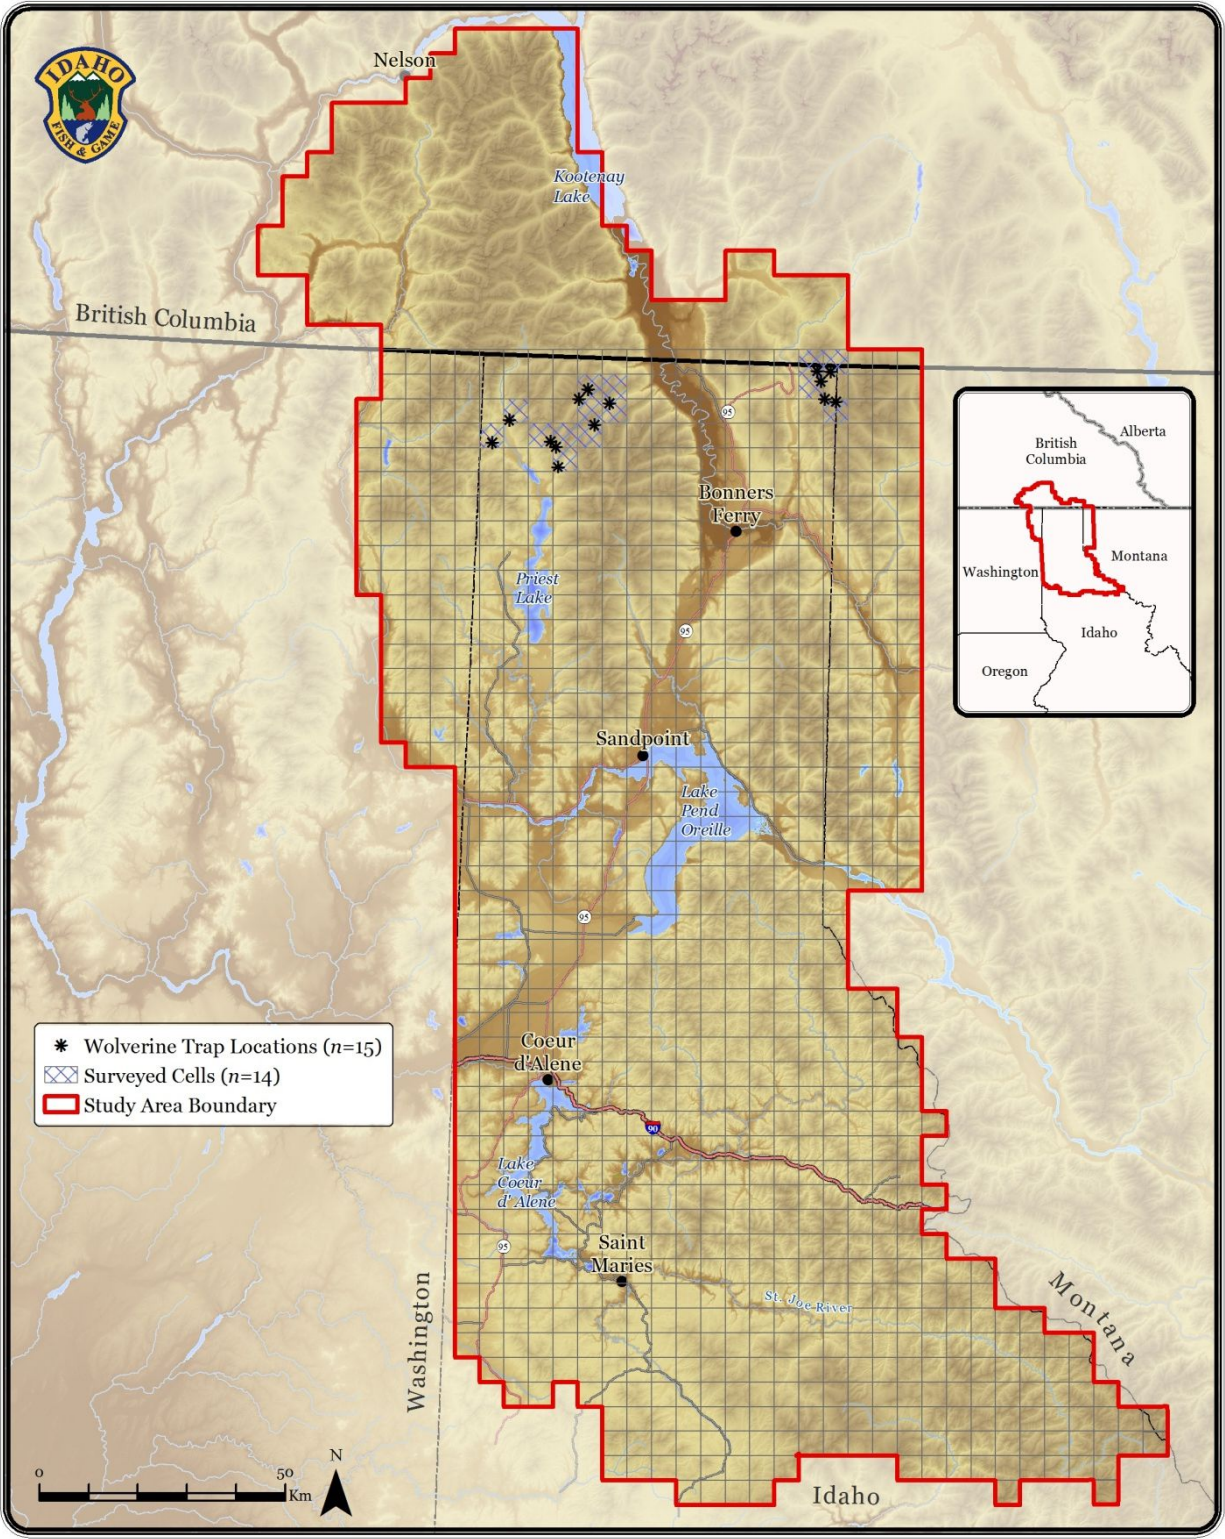 IDAHO
FISH & GAME
Nelson
Kootenay
Lake
British Columbia
95
Bonners
Ferry
Priest
Lake
95
Sandpoint
Lake
Pend
Oreille
95
British
Columbia
Alberta
Washington
Montana
Idaho
Oregon
Wolverine Trap Locations (n=15)
Surveyed Cells (n=14)
Study Area Boundary
Coeur
d'Alene
90
Lake
Coeur
d'Alene
95
Saint
Maries
St. Joe River
Washington
Montana
Idaho
0
50
Km
N